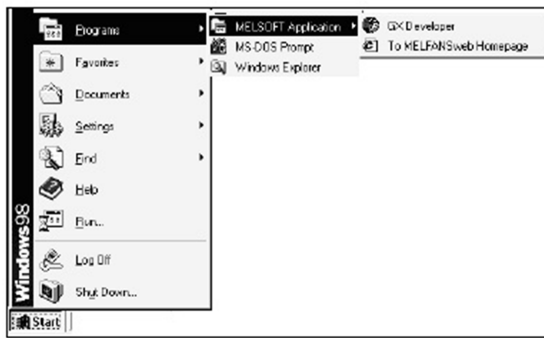 Programs
Favorites
Documents
Settings
Find
Help
Run...
Log Off
Shut Down...
Windows98
Start
MELSOFT Application
MS-DOS Prompt
Windows Explorer
GX Developer
To MELFANSweb Homepage